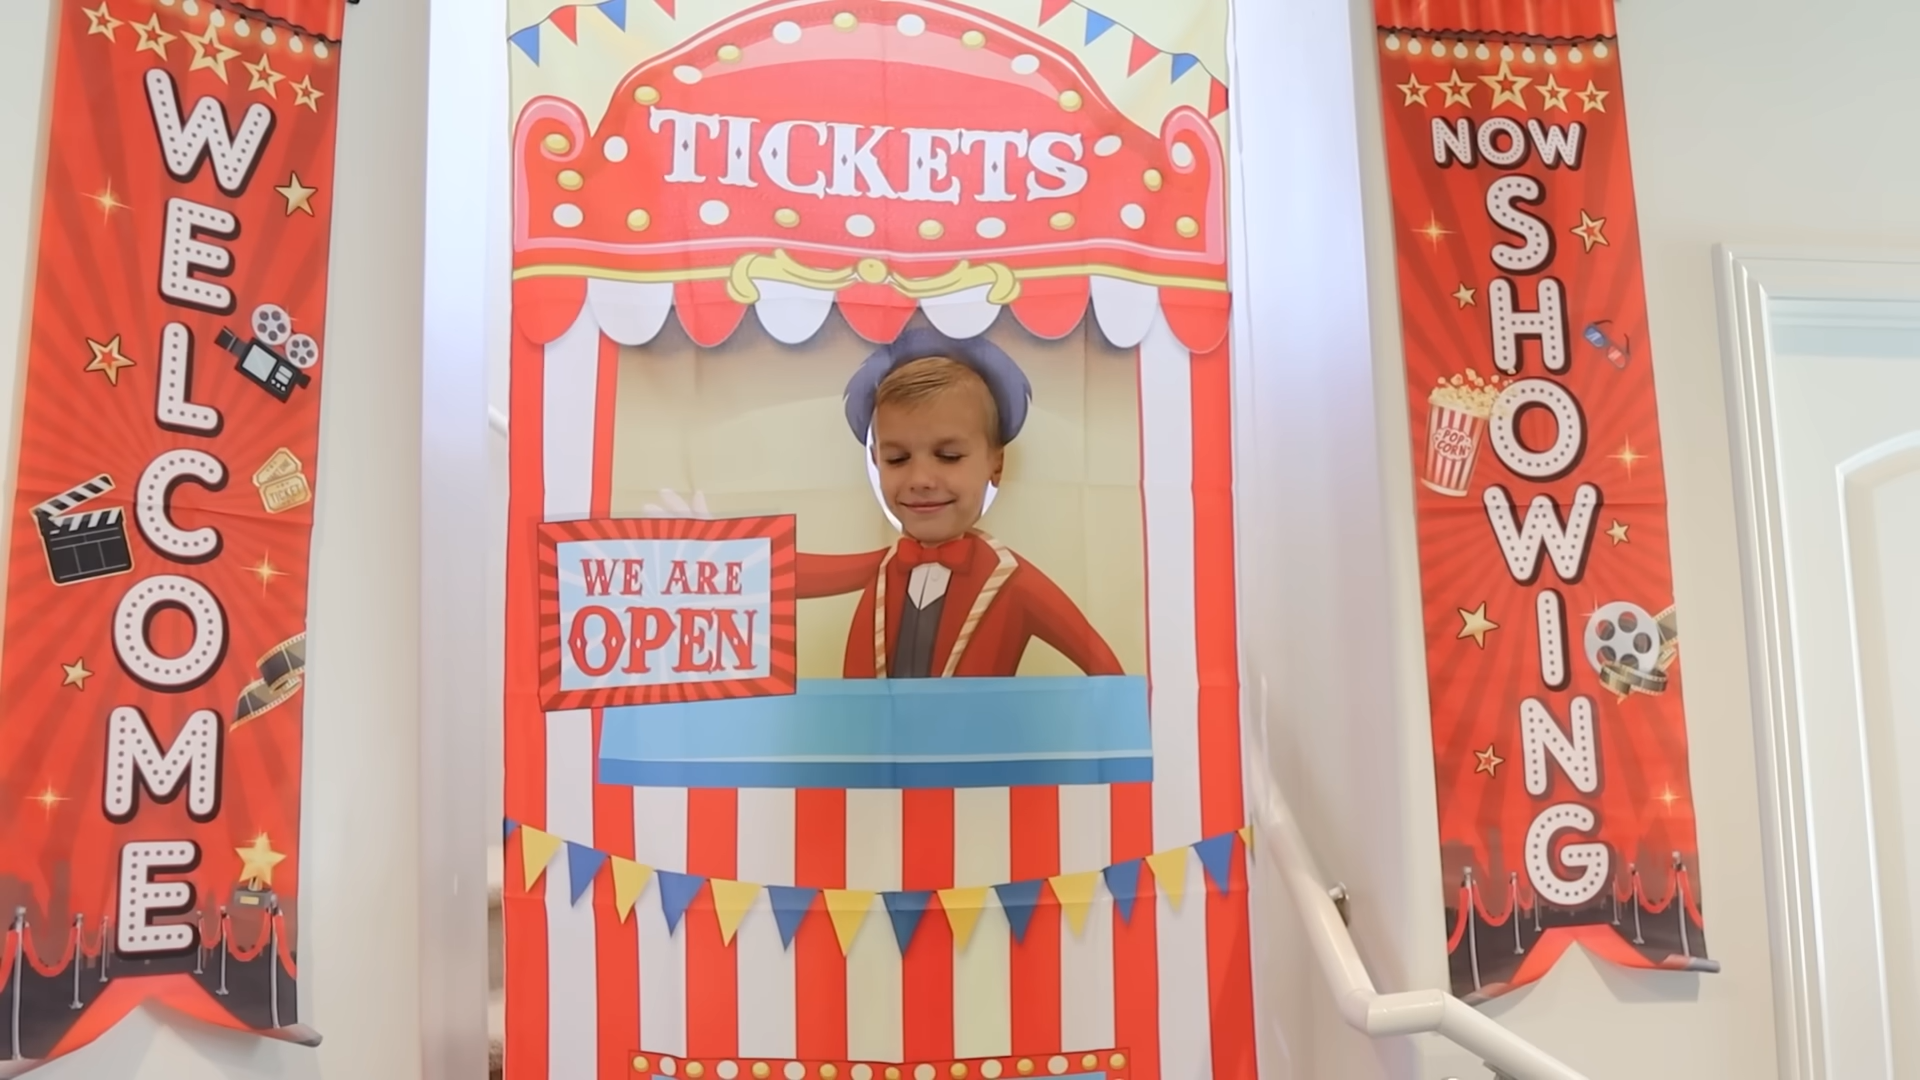 WELCOME
TICKETS
WE ARE
OPEN
NOW
SHOWING
POP
CORN
TICKET